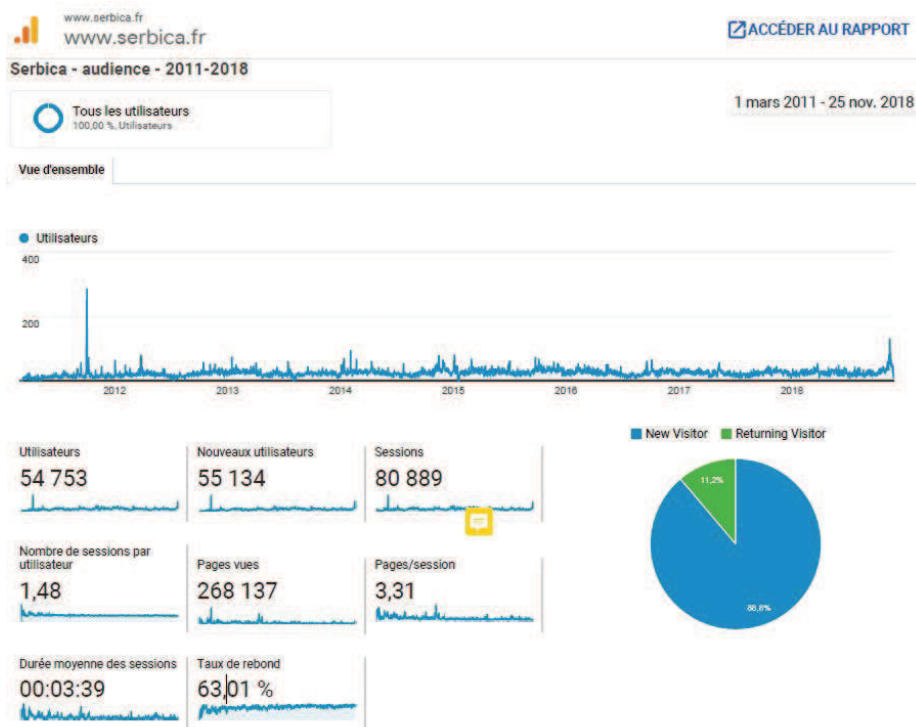 www.serbica.fr
www.serbica.fr
ACCÉDER AU RAPPORT
Serbica - audience - 2011-2018
Tous les utilisateurs
100,00 %, Utilisateurs
1 mars 2011 - 25 nov. 2018
Vue d'ensemble
Utilisateurs
400
200
2012 2013 2014 2015 2016 2017 2018
New Visitor Returning Visitor
Utilisateurs
54 753
Nouveaux utilisateurs
55 134
Sessions
80 889
Nombre de sessions par
utilisateur
1,48
Pages vues
268 137
Pages/session
3,31
Durée moyenne des sessions
00:03:39
Taux de rebond
63,01 %
11,2%
88,8%